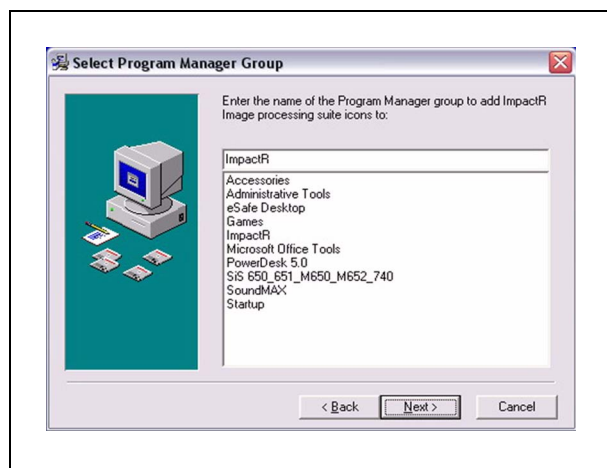 Select Program Manager Group
Enter the name of the Program Manager group to add ImpactR
Image processing suite icons to:
ImpactR
Accessories
Administrative Tools
eSafe Desktop
Games
ImpactR
Microsoft Office Tools
PowerDesk 5.0
SiS 650_651_M650_M652_740
SoundMAX
Startup
< Back Next > Cancel